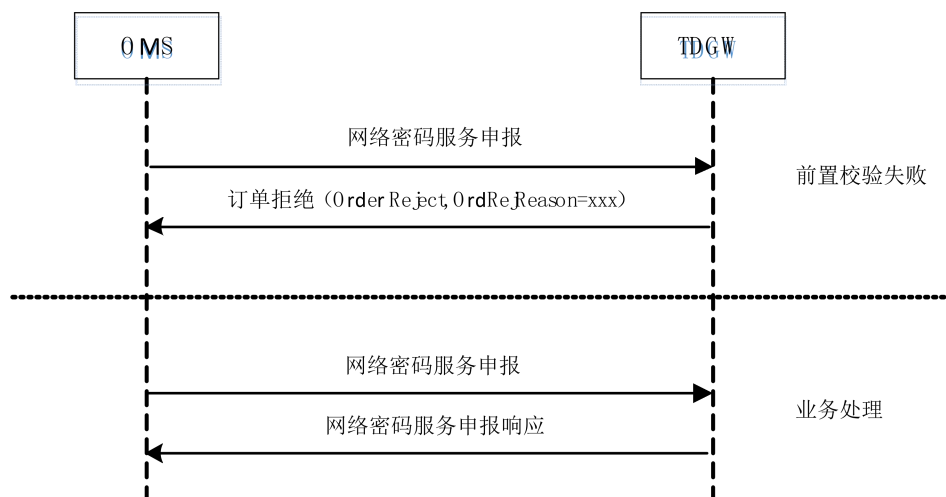 OMS
TDGW
网络密码服务申报
前置校验失败
订单拒绝（Order Reject,OrdRejReason=xxx）
网络密码服务申报
业务处理
网络密码服务申报响应